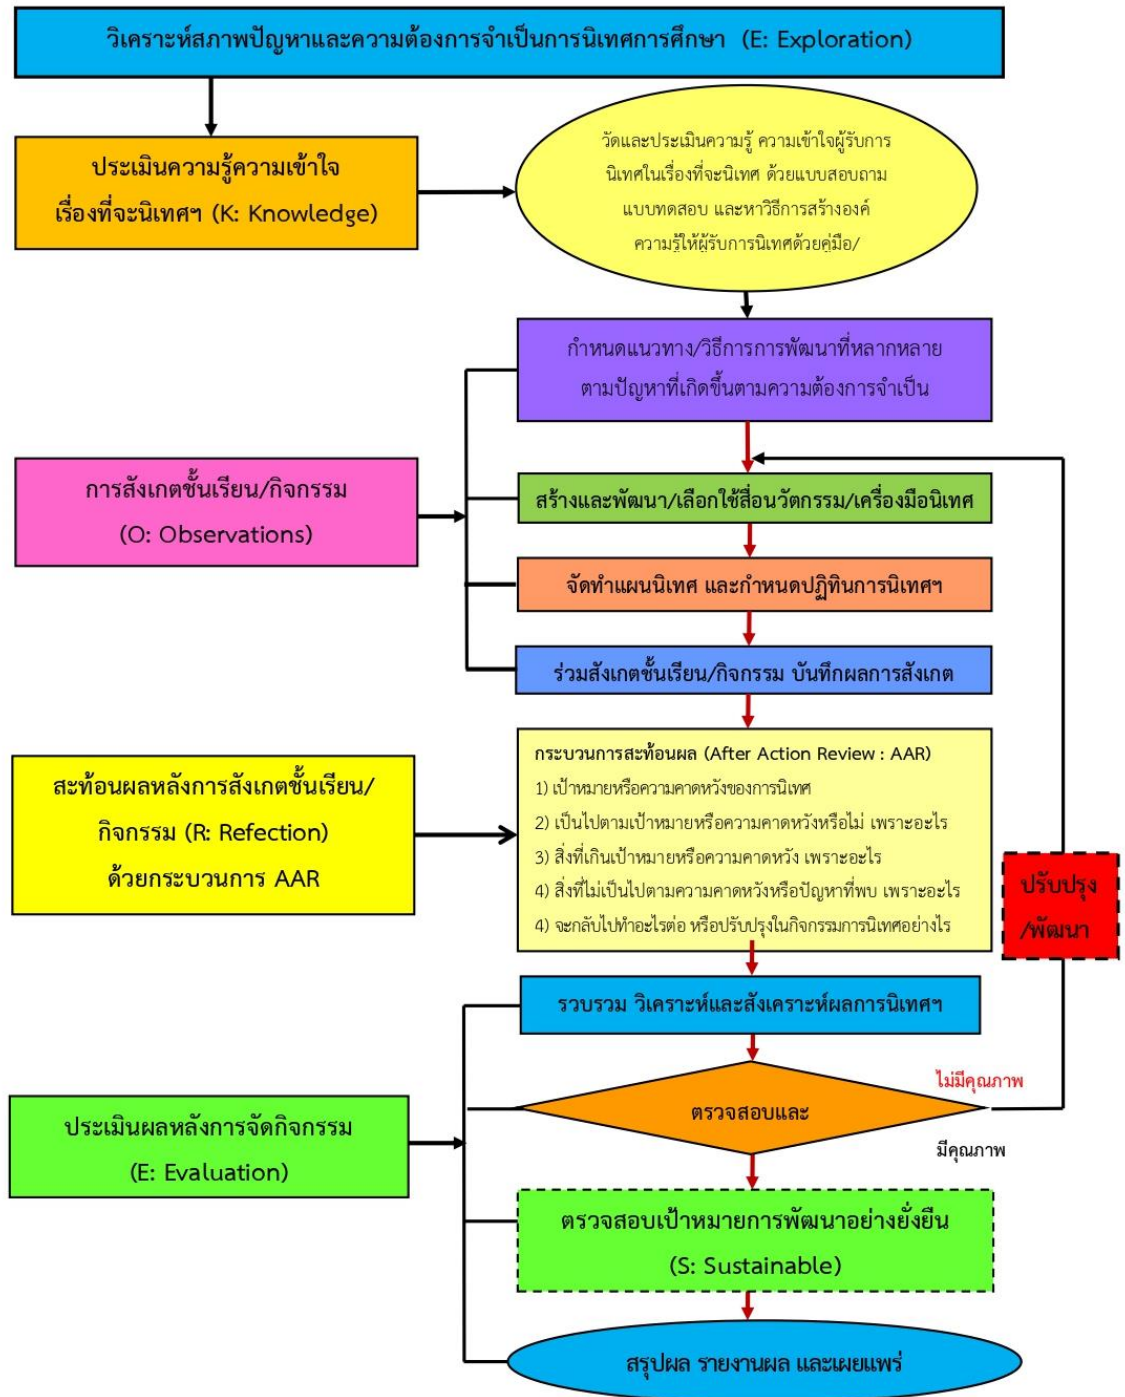 วิเคราะห์สภาพปัญหาและความต้องการจำเป็นการนิเทศการศึกษา (E: Exploration)
ประเมินความรู้ความเข้าใจ
เรื่องที่จะนิเทศฯ (K: Knowledge)
วัดและประเมินความรู้ ความเข้าใจผู้รับการ
นิเทศในเรื่องที่จะนิเทศ ด้วยแบบสอบถาม
แบบทดสอบ และหาวิธีการสร้างองค์
ความรู้ให้ผู้รับการนิเทศด้วยคู่มือ/
กำหนดแนวทาง/วิธีการการพัฒนาที่หลากหลาย
ตามปัญหาที่เกิดขึ้นตามความต้องการจำเป็น
การสังเกตชั้นเรียน/กิจกรรม
(O: Observations)
สร้างและพัฒนา/เลือกใช้สื่อนวัตกรรม/เครื่องมือนิเทศ
จัดทำแผนนิเทศ และกำหนดปฏิทินการนิเทศฯ
ร่วมสังเกตชั้นเรียน/กิจกรรม บันทึกผลการสังเกต
สะท้อนผลหลังการสังเกตชั้นเรียน/
กิจกรรม (R: Refection)
ด้วยกระบวนการ AAR
กระบวนการสะท้อนผล (After Action Review : AAR)
1) เป้าหมายหรือความคาดหวังของการนิเทศ
2) เป็นไปตามเป้าหมายหรือความคาดหวังหรือไม่ เพราะอะไร
3) สิ่งที่เกินเป้าหมายหรือความคาดหวัง เพราะอะไร
4) สิ่งที่ไม่เป็นไปตามความคาดหวังหรือปัญหาที่พบ เพราะอะไร
4) จะกลับไปทำอะไรต่อ หรือปรับปรุงในกิจกรรมการนิเทศอย่างไร
ปรับปรุง
/พัฒนา
รวบรวม วิเคราะห์และสังเคราะห์ผลการนิเทศฯ
ไม่มีคุณภาพ
ตรวจสอบและ
มีคุณภาพ
ประเมินผลหลังการจัดกิจกรรม
(E: Evaluation)
ตรวจสอบเป้าหมายการพัฒนาอย่างยั่งยืน
(S: Sustainable)
สรุปผล รายงานผล และเผยแพร่